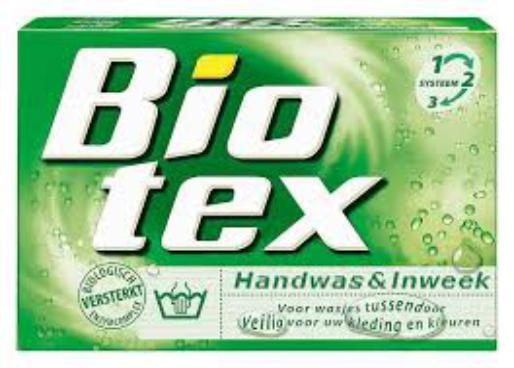 Bio
tex
1
SYSTEEM 2
3
BIOLOGISCH
VERSTERKT
ENZYMCOMPLEX
Handwas & Inweek
Voor wasjes tussendoor
Veilig voor uw kleding en kleuren